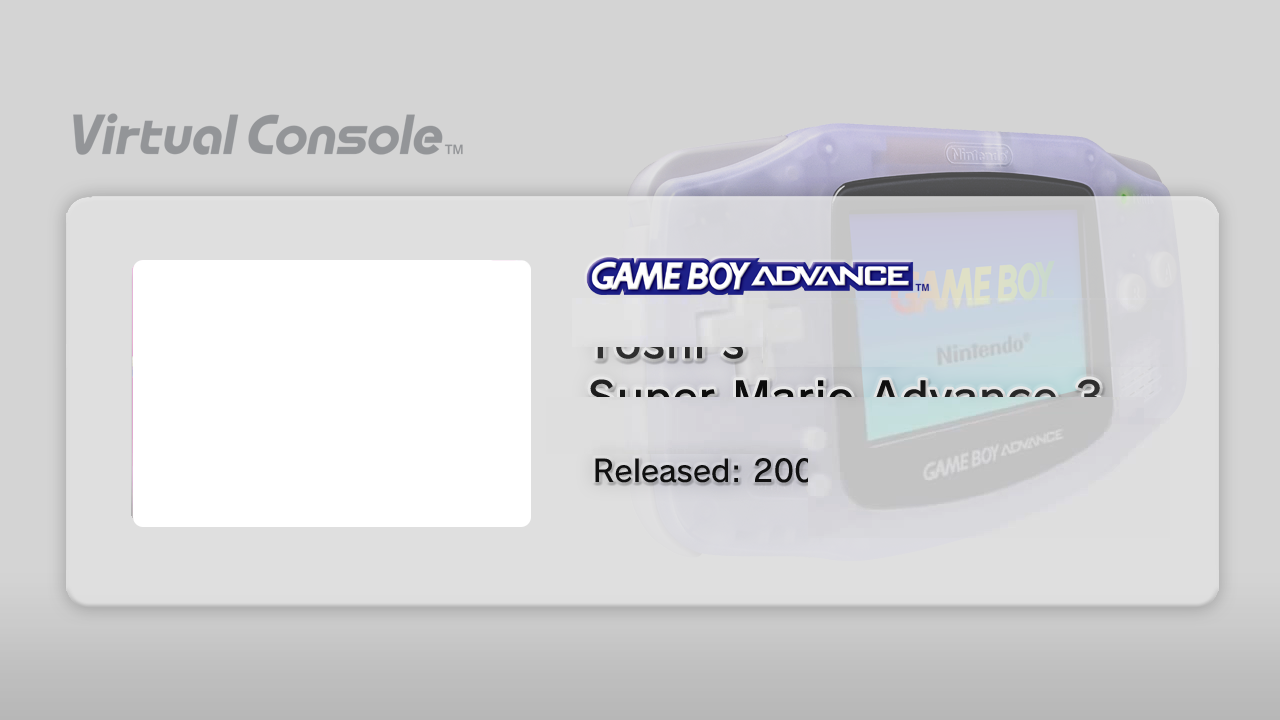 Virtual Console™
Nintendo
GAME BOY ADVANCE™
GAME BOY
Nintendo®
Yoshi's
Super Mario Advance 3
Released: 200
GAME BOY ADVANCE